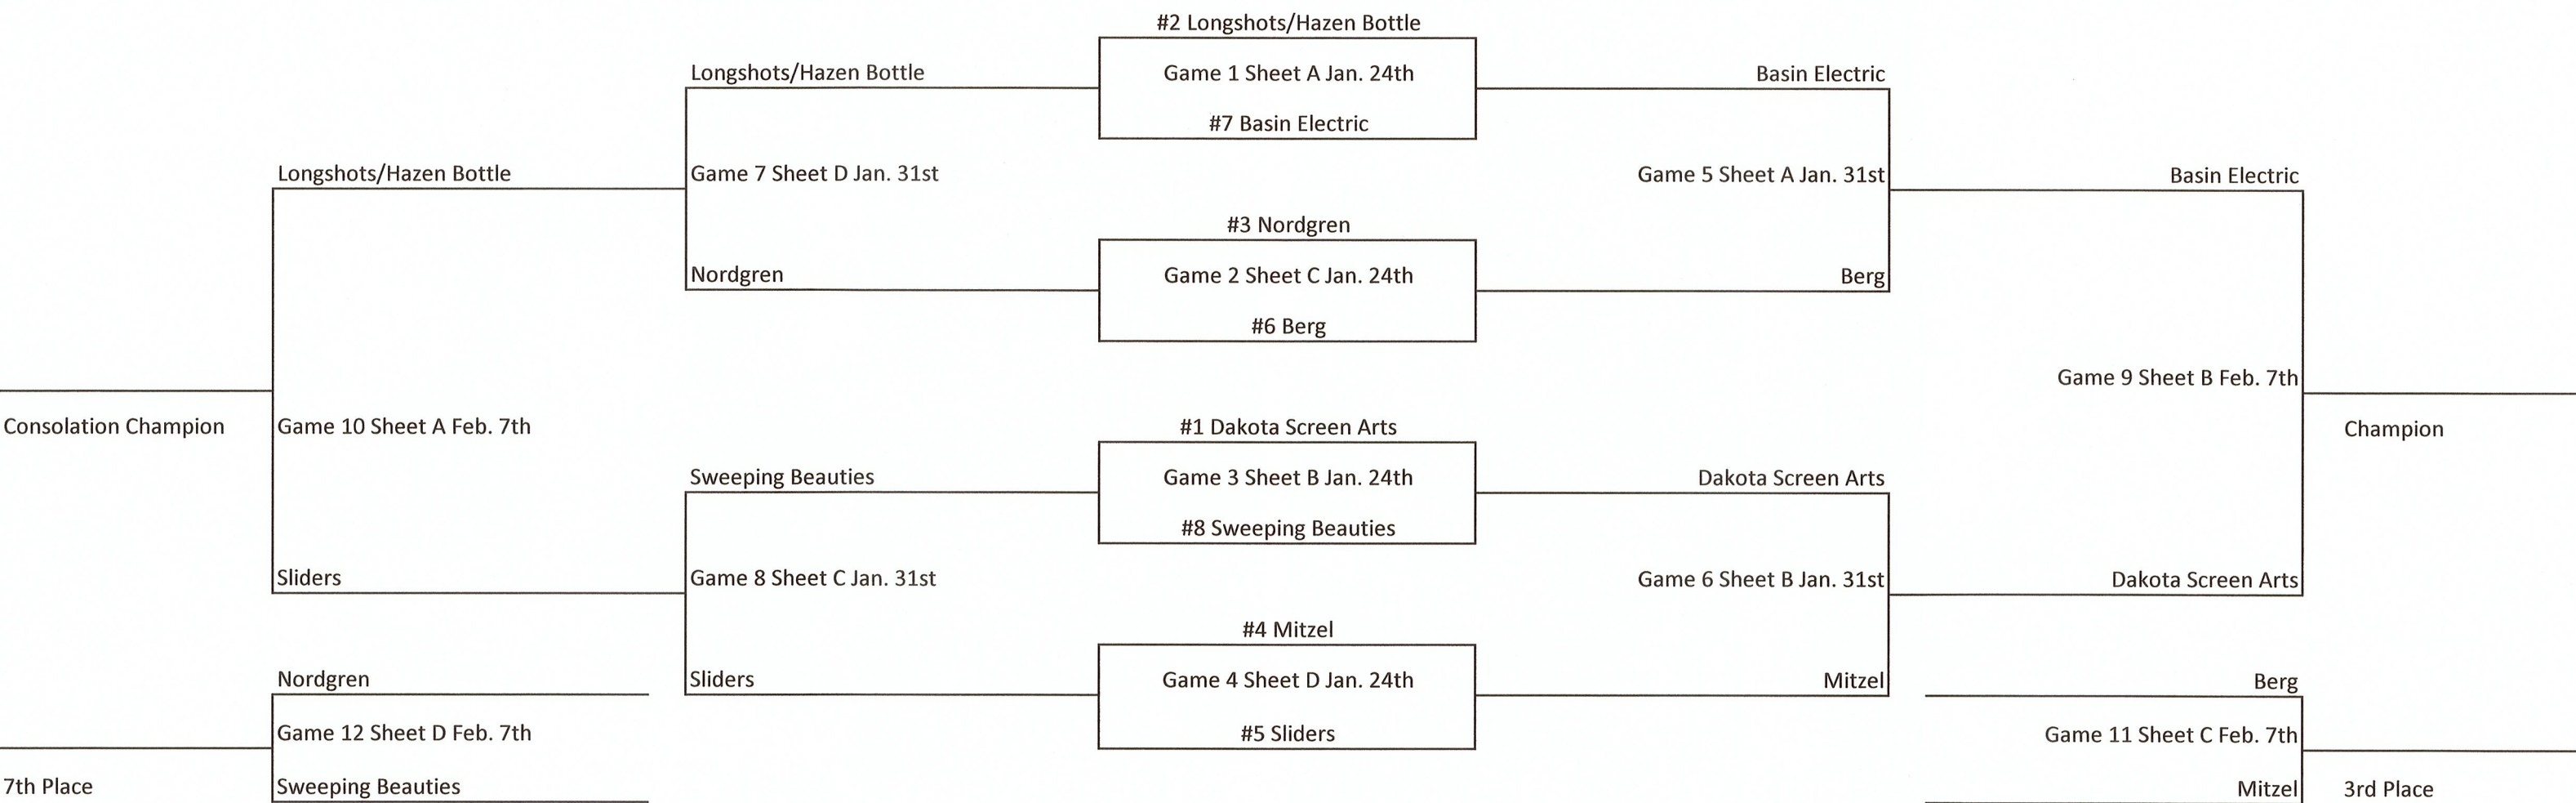 #2 Longshots/Hazen Bottle
Longshots/Hazen Bottle
Game 1 Sheet A Jan. 24th
Basin Electric
#7 Basin Electric
Longshots/Hazen Bottle
Game 7 Sheet D Jan. 31st
Game 5 Sheet A Jan. 31st
Basin Electric
#3 Nordgren
Nordgren
Game 2 Sheet C Jan. 24th
Berg
#6 Berg
Game 9 Sheet B Feb. 7th
Consolation Champion
Game 10 Sheet A Feb. 7th
#1 Dakota Screen Arts
Champion
Sweeping Beauties
Game 3 Sheet B Jan. 24th
Dakota Screen Arts
#8 Sweeping Beauties
Sliders
Game 8 Sheet C Jan. 31st
Game 6 Sheet B Jan. 31st
Dakota Screen Arts
#4 Mitzel
Nordgren
Sliders
Game 4 Sheet D Jan. 24th
Mitzel
Berg
Game 12 Sheet D Feb. 7th
#5 Sliders
Game 11 Sheet C Feb. 7th
7th Place
Sweeping Beauties
Mitzel
3rd Place